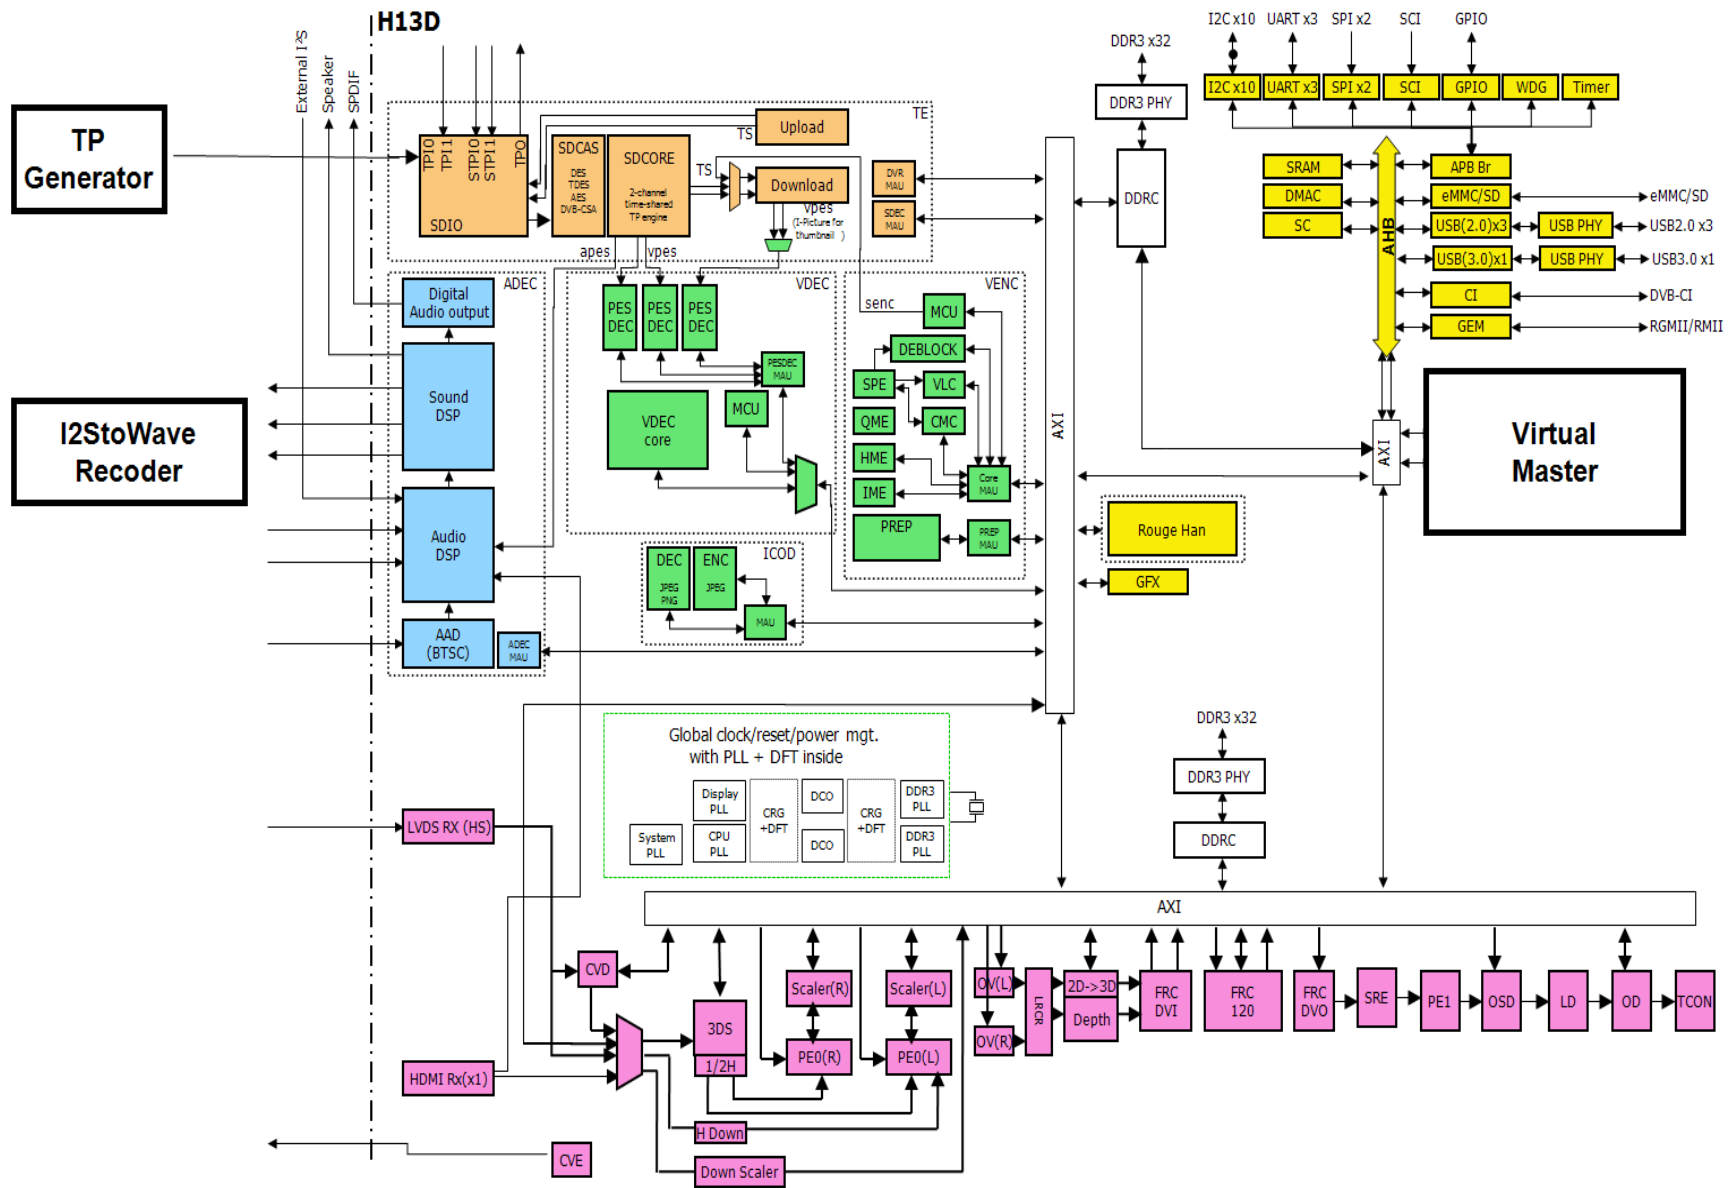 H13D
External I²S
Speaker
SPDIF
TP
Generator
I2StoWave
Recoder
Virtual
Master
I2C x10
UART x3
SPI x2
SCI
GPIO
I2C x10
UART x3
SPI x2
SCI
GPIO
WDG
Timer
DDR3 x32
DDR3 PHY
DDRC
TE
TPI0
TPI1
STPI0
STPI1
TPO
SDIO
SDCAS
DES
TDES
AES
DVB-CSA
SDCORE
2-channel
time-shared
TP engine
TS
Upload
TS
Download
vpes
(I-Picture for
thumbnail )
DVR
MAU
SDEC
MAU
apes
vpes
SRAM
DMAC
SC
AHB
APB Br
eMMC/SD
eMMC/SD
USB(2.0)x3
USB PHY
USB2.0 x3
USB(3.0)x1
USB PHY
USB3.0 x1
CI
DVB-CI
GEM
RGMII/RMII
ADEC
Digital
Audio output
Sound
DSP
Audio
DSP
AAD
(BTSC)
ADEC
MAU
VDEC
PES
DEC
PES
DEC
PES
DEC
PESDEC
MAU
VDEC
core
MCU
VENC
senc
MCU
DEBLOCK
SPE
VLC
QME
CMC
HME
IME
Core
MAU
PREP
PREP
MAU
ICOD
DEC
JPEG
PNG
ENC
JPEG
MAU
AXI
AXI
Rouge Han
GFX
Global clock/reset/power mgt.
with PLL + DFT inside
System
PLL
Display
PLL
CPU
PLL
CRG
+DFT
DCO
DCO
CRG
+DFT
DDR3
PLL
DDR3
PLL
DDR3 x32
DDR3 PHY
DDRC
AXI
LVDS RX (HS)
HDMI Rx(x1)
CVE
CVD
3DS
1/2H
Scaler(R)
PE0(R)
Scaler(L)
PE0(L)
H Down
Down Scaler
OV(L)
OV(R)
LRCR
2D->3D
Depth
FRC
DVI
FRC
120
FRC
DVO
SRE
PE1
OSD
LD
OD
TCON